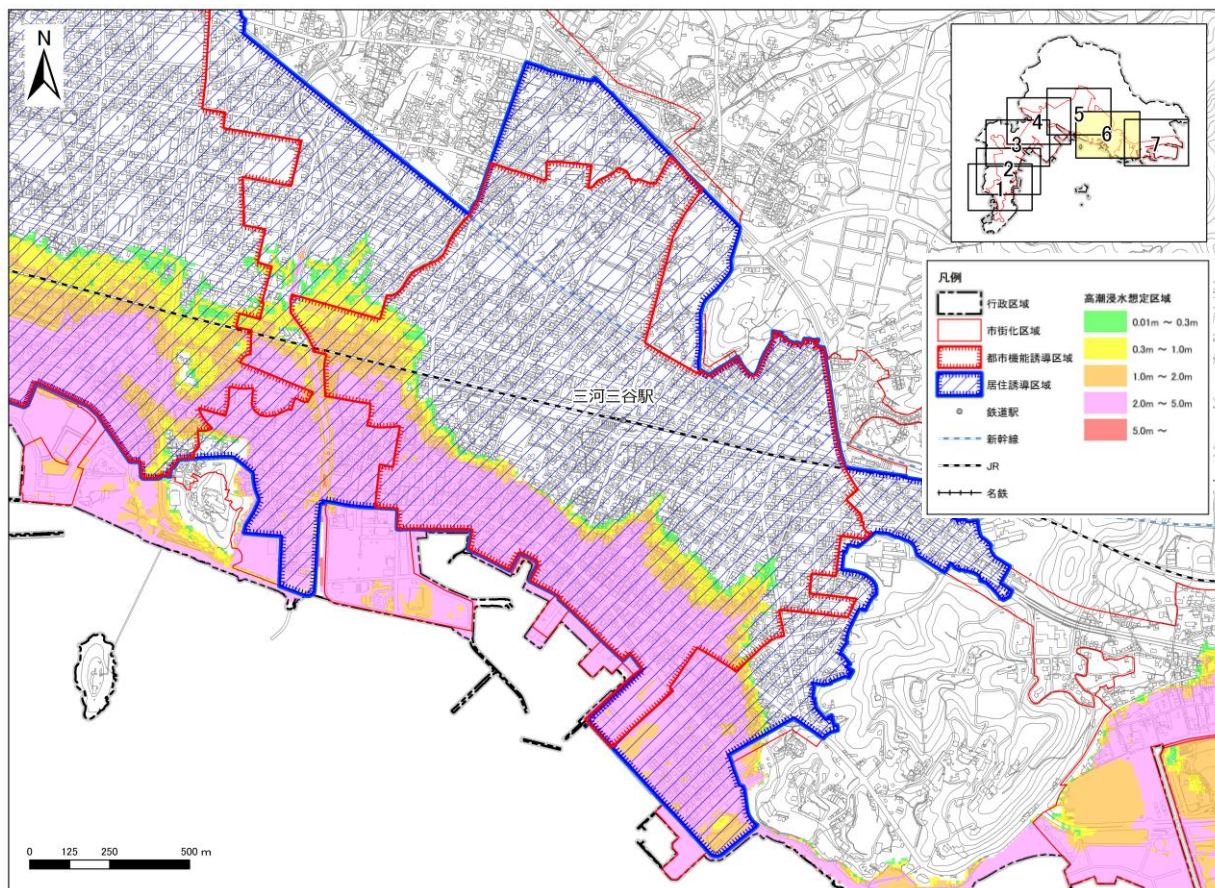 N
5
4
6
7
3
2
1
凡例
行政区域
市街化区域
都市機能誘導区域
居住誘導区域
鉄道駅
新幹線
JR
名鉄
高潮浸水想定区域
0.01m ～ 0.3m
0.3m ～ 1.0m
1.0m ～ 2.0m
2.0m ～ 5.0m
5.0m ～
三河三谷駅
0 125 250 500 m